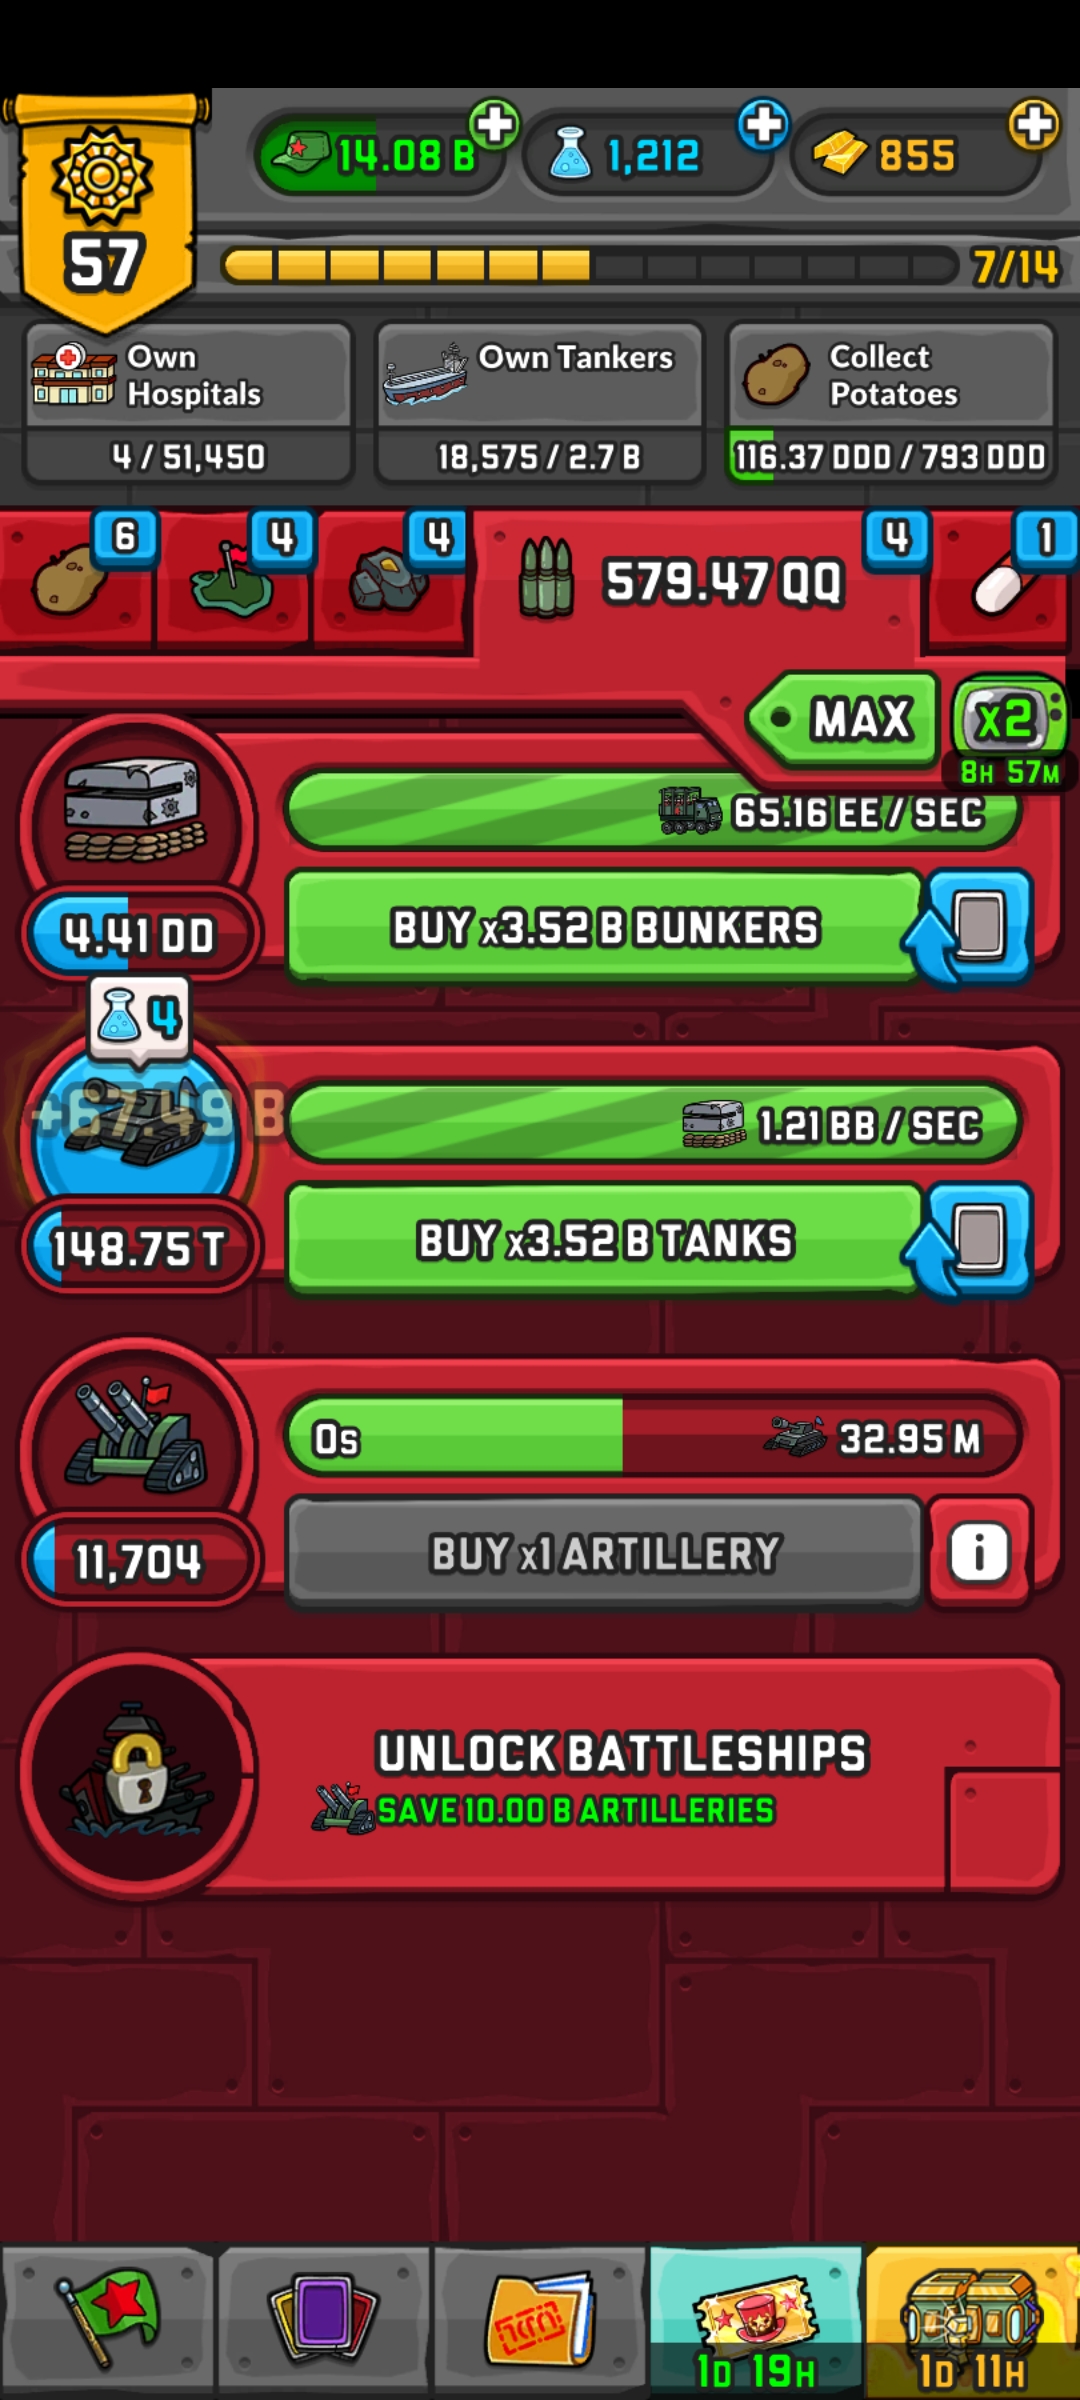 14.08 B
1,212
855
57
7/14
Own Hospitals
4 / 51,450
Own Tankers
18,575 / 2.7 B
Collect Potatoes
116.37 DDD / 793 DDD
6
4
4
579.47 QQ
4
1
MAX
x2
8H 57M
65.16 EE / SEC
4.41 DD
BUY x3.52 B BUNKERS
4
+67.49 B
1.21 BB / SEC
148.75 T
BUY x3.52 B TANKS
0s
32.95 M
11,704
BUY x1 ARTILLERY
i
UNLOCK BATTLESHIPS
SAVE 10.00 B ARTILLERIES
1D 19H
1D 11H